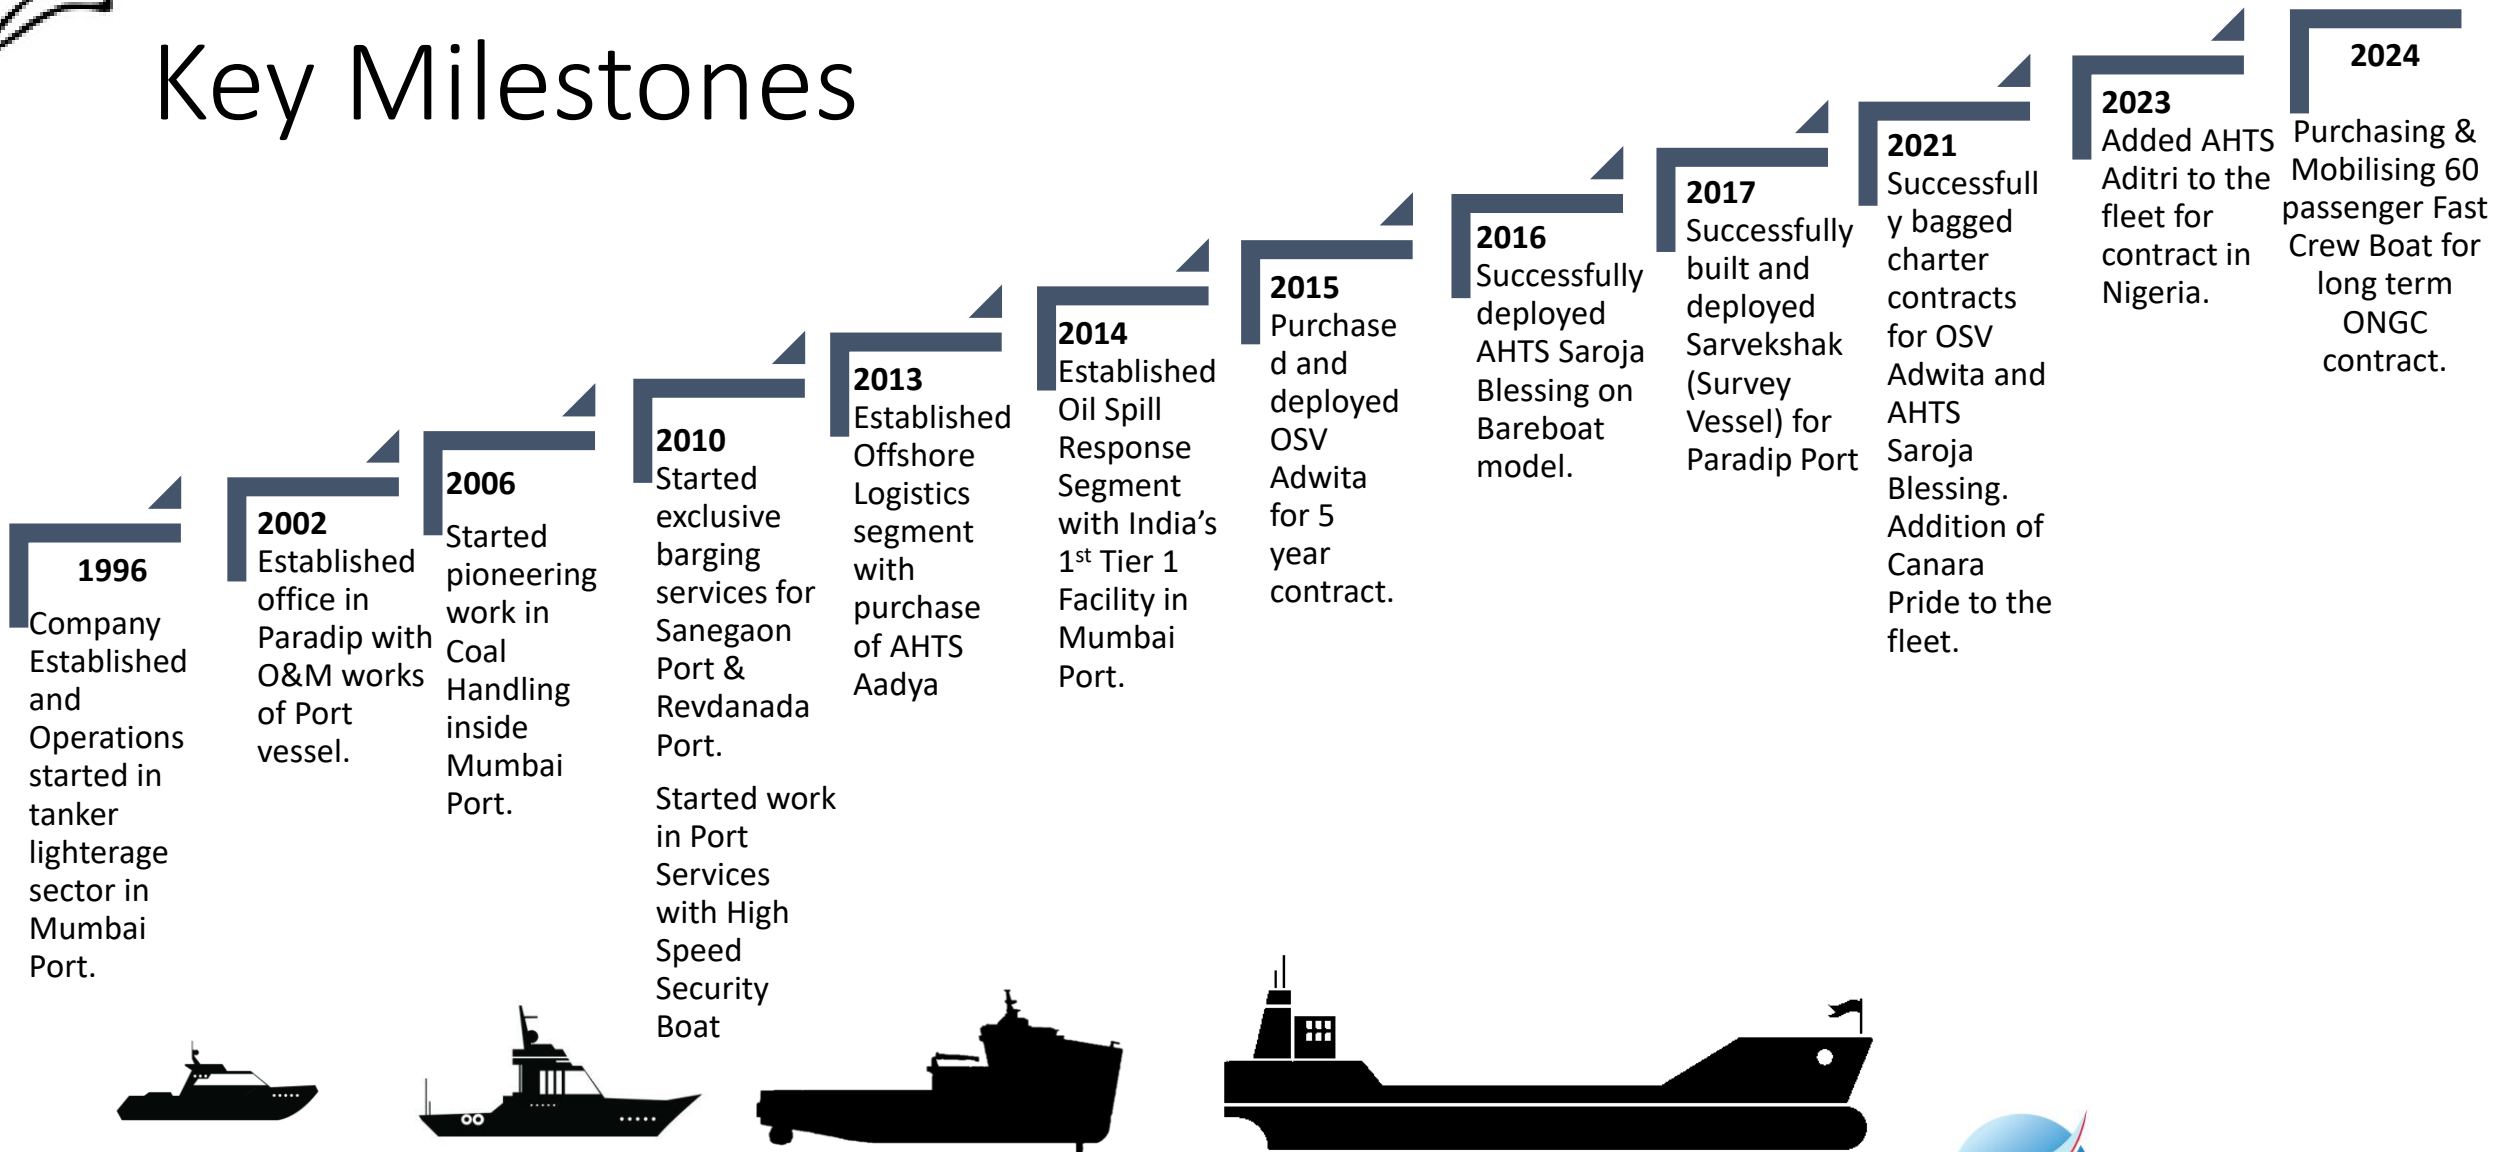 Key Milestones
1996
Company
Established
and
Operations
started in
tanker
lighterage
sector in
Mumbai
Port.
2002
Established
office in
Paradip with
O&M works
of Port
vessel.
2006
Started
pioneering
work in
Coal
Handling
inside
Mumbai
Port.
2010
Started
exclusive
barging
services for
Sanegaon
Port &
Revdanada
Port.
Started work
in Port
Services
with High
Speed
Security
Boat
2013
Established
Offshore
Logistics
segment
with
purchase
of AHTS
Aadya
2014
Established
Oil Spill
Response
Segment
with India’s
1st Tier 1
Facility in
Mumbai
Port.
2015
Purchase
d and
deployed
OSV
Adwita
for 5
year
contract.
2016
Successfully
deployed
AHTS Saroja
Blessing on
Bareboat
model.
2017
Successfully
built and
deployed
Sarvekshak
(Survey
Vessel) for
Paradip Port
2021
Successfull
y bagged
charter
contracts
for OSV
Adwita and
AHTS
Saroja
Blessing.
Addition of
Canara
Pride to the
fleet.
2023
Added AHTS
Aditri to the
fleet for
contract in
Nigeria.
2024
Purchasing &
Mobilising 60
passenger Fast
Crew Boat for
long term
ONGC
contract.